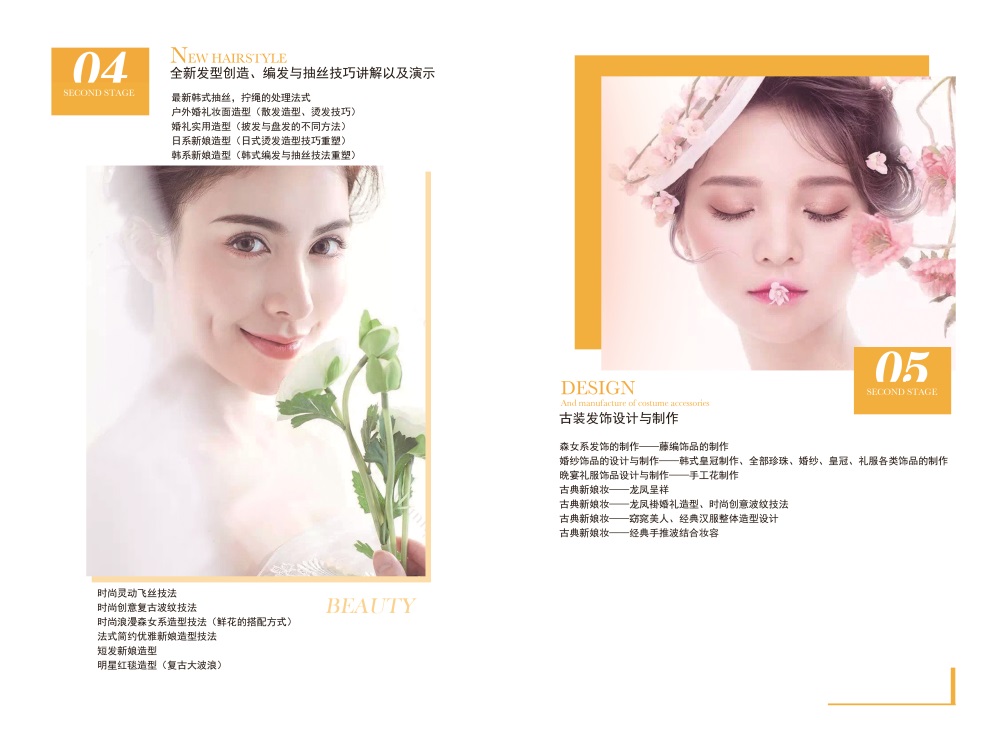 04
SECOND STAGE
NEW HAIRSTYLE
全新发型创造、编发与抽丝技巧讲解以及演示
最新韩式抽丝，拧绳的处理法式
户外婚礼妆面造型（散发造型、烫发技巧）
婚礼实用造型（披发与盘发的不同方法）
日系新娘造型（日式烫发造型技巧重塑）
韩系新娘造型（韩式编发与抽丝技法重塑）
时尚灵动飞丝技法
时尚创意复古波纹技法
时尚浪漫森女系造型技法（鲜花的搭配方式）
法式简约优雅新娘造型技法
短发新娘造型
明星红毯造型（复古大波浪）
BEAUTY
05
SECOND STAGE
DESIGN
And manufacture of costume accessories
古装发饰设计与制作
森女系发饰的制作——藤编饰品的制作
婚纱饰品的设计与制作——韩式皇冠制作、全部珍珠、婚纱、皇冠、礼服各类饰品的制作
晚宴礼服饰品设计与制作——手工花制作
古典新娘妆——龙凤呈祥
古典新娘妆——龙凤褂婚礼造型、时尚创意波纹技法
古典新娘妆——窈窕美人、经典汉服整体造型设计
古典新娘妆——经典手推波结合妆容